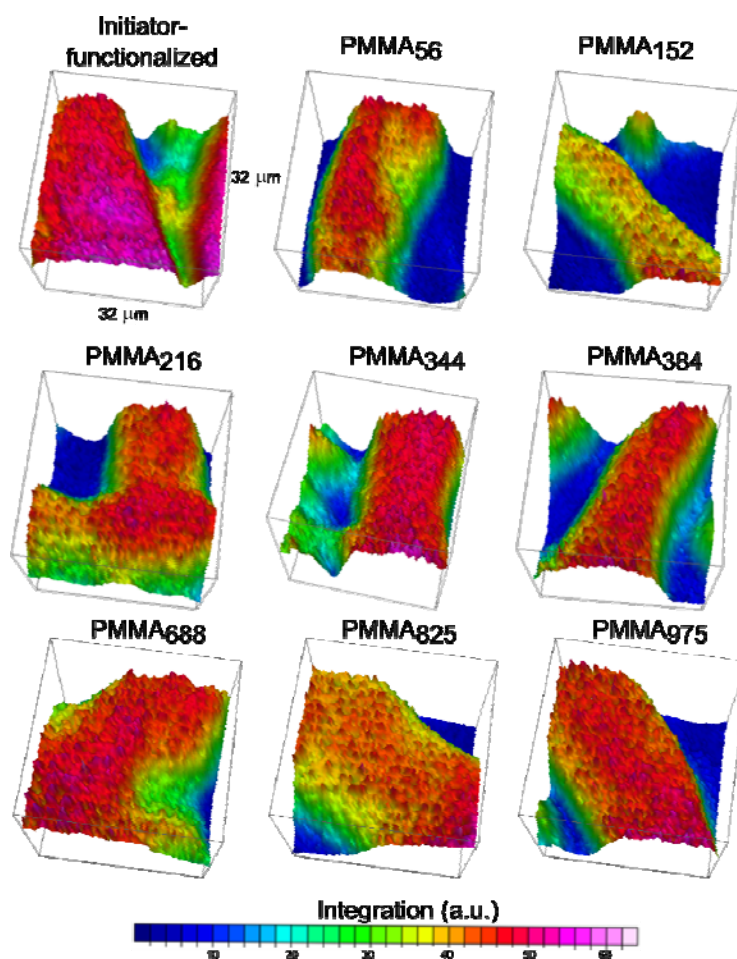 Initiator-
functionalized
PMMA56
PMMA152
32 μm
32 μm
PMMA216
PMMA344
PMMA384
PMMA688
PMMA825
PMMA975
Integration (a.u.)
10 20 30 40 50 60